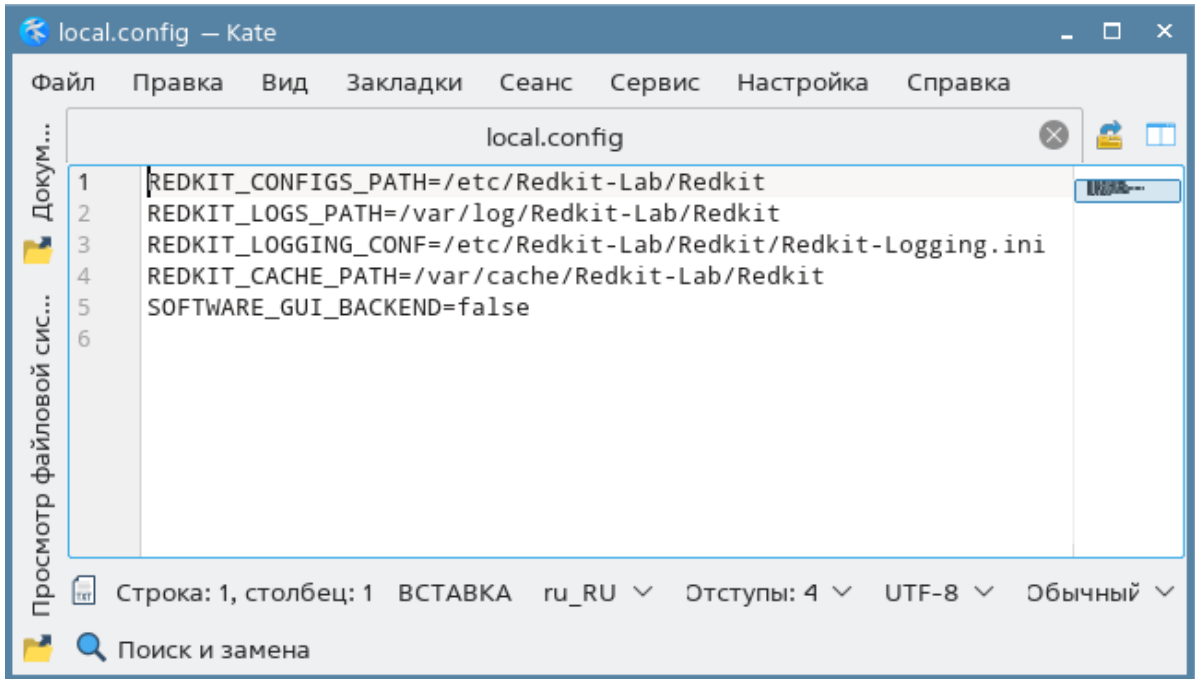 local.config — Kate
Файл Правка Вид Закладки Сеанс Сервис Настройка Справка
local.config
Докум...
Просмотр файловой сис...
1 REDKIT_CONFIGS_PATH=/etc/Redkit-Lab/Redkit
2 REDKIT_LOGS_PATH=/var/log/Redkit-Lab/Redkit
3 REDKIT_LOGGING_CONF=/etc/Redkit-Lab/Redkit/Redkit-Logging.ini
4 REDKIT_CACHE_PATH=/var/cache/Redkit-Lab/Redkit
5 SOFTWARE_GUI_BACKEND=false
6
Строка: 1, столбец: 1 ВСТАВКА ru_RU Отступы: 4 UTF-8 Обычный
Поиск и замена